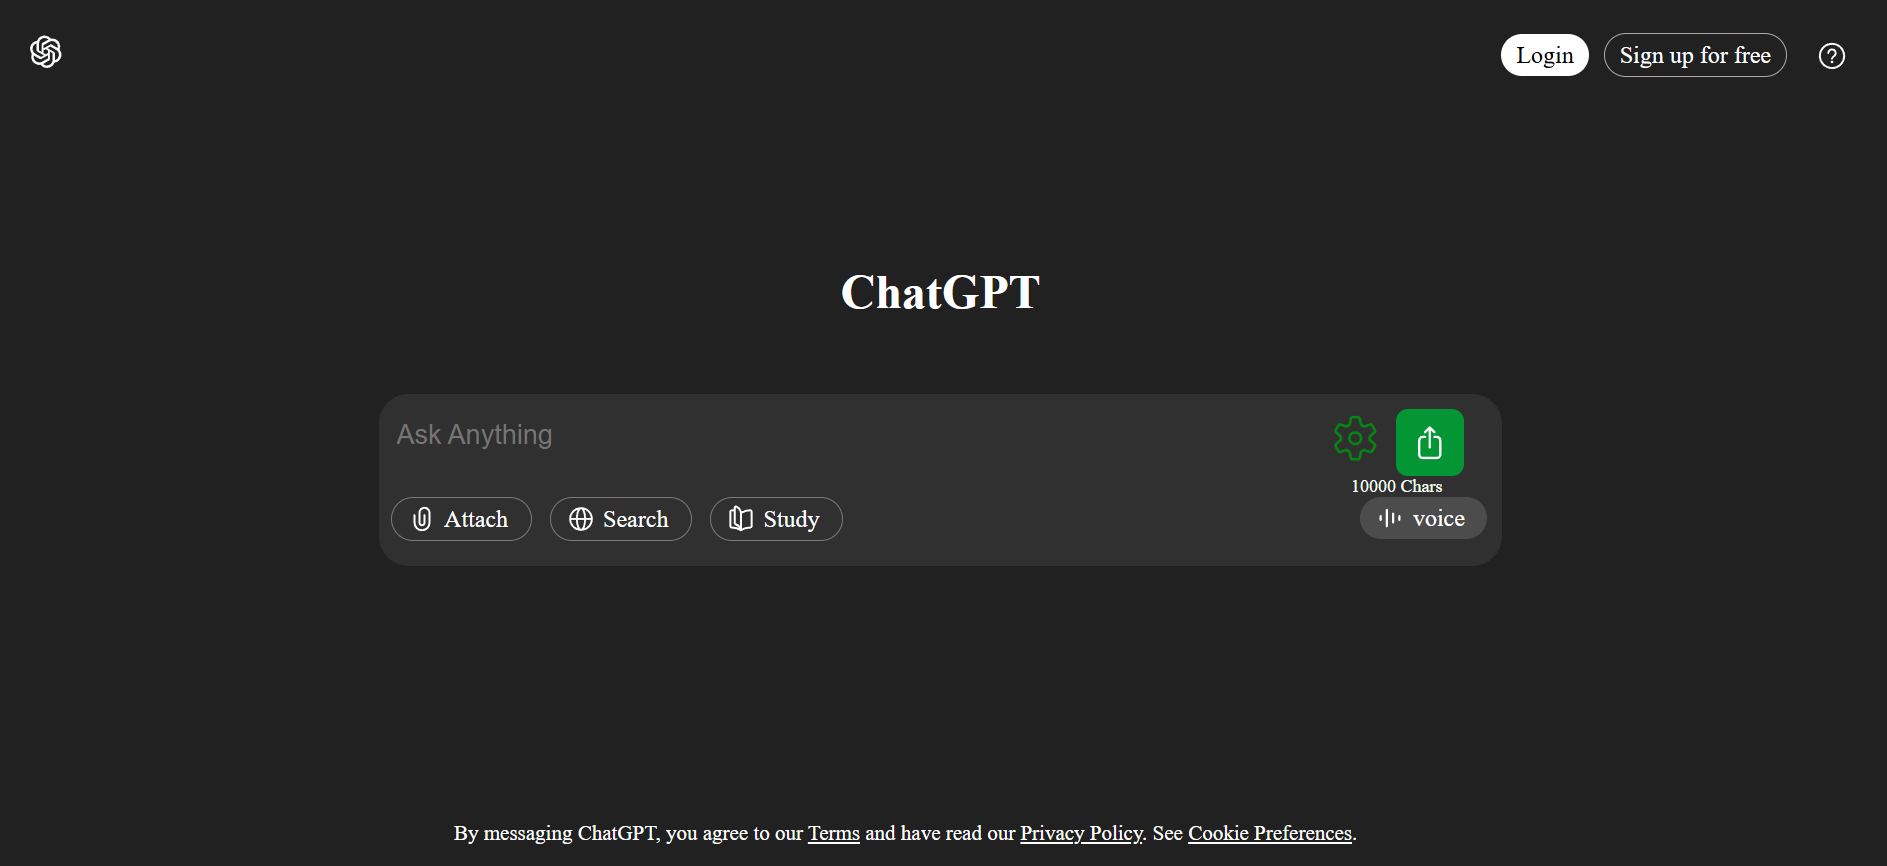 Login
Sign up for free
ChatGPT
Ask Anything
10000 Chars
Attach
Search
Study
voice
By messaging ChatGPT, you agree to our Terms and have read our Privacy Policy. See Cookie Preferences.